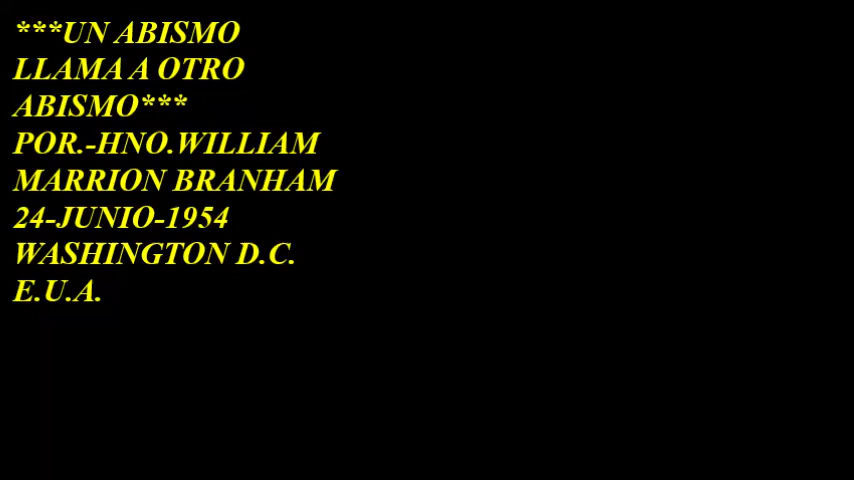 ***UN ABISMO
LLAMA A OTRO
ABISMO***
POR.-HNO.WILLIAM
MARRION BRANHAM
24-JUNIO-1954
WASHINGTON D.C.
E.U.A.